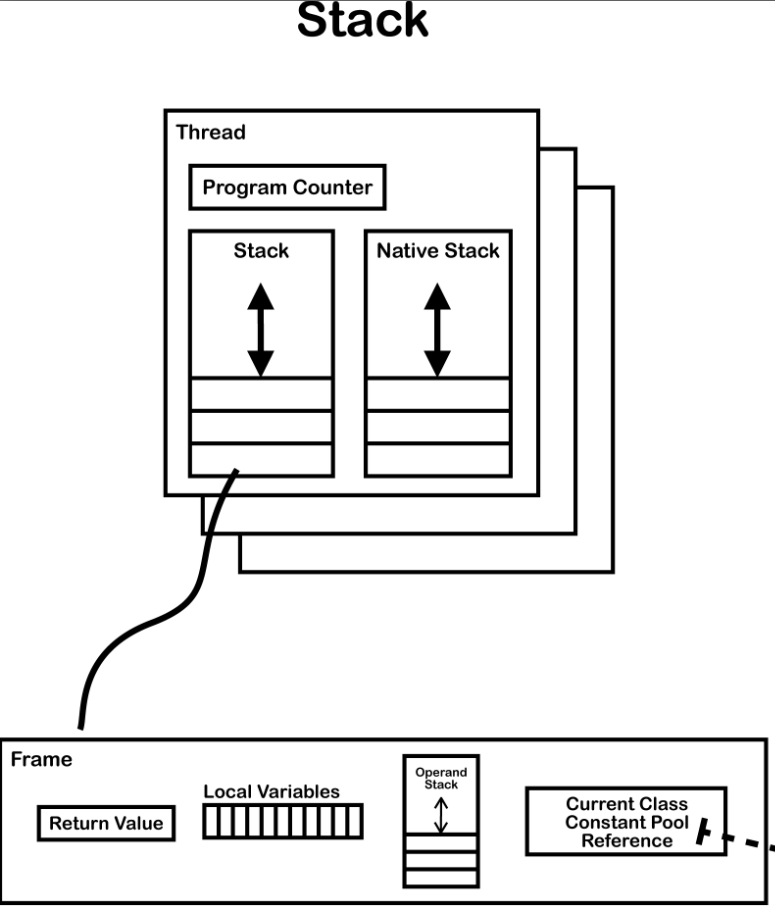 Stack
Thread
Program Counter
Stack
Native Stack
Frame
Return Value
Local Variables
Operand
Stack
Current Class
Constant Pool
Reference